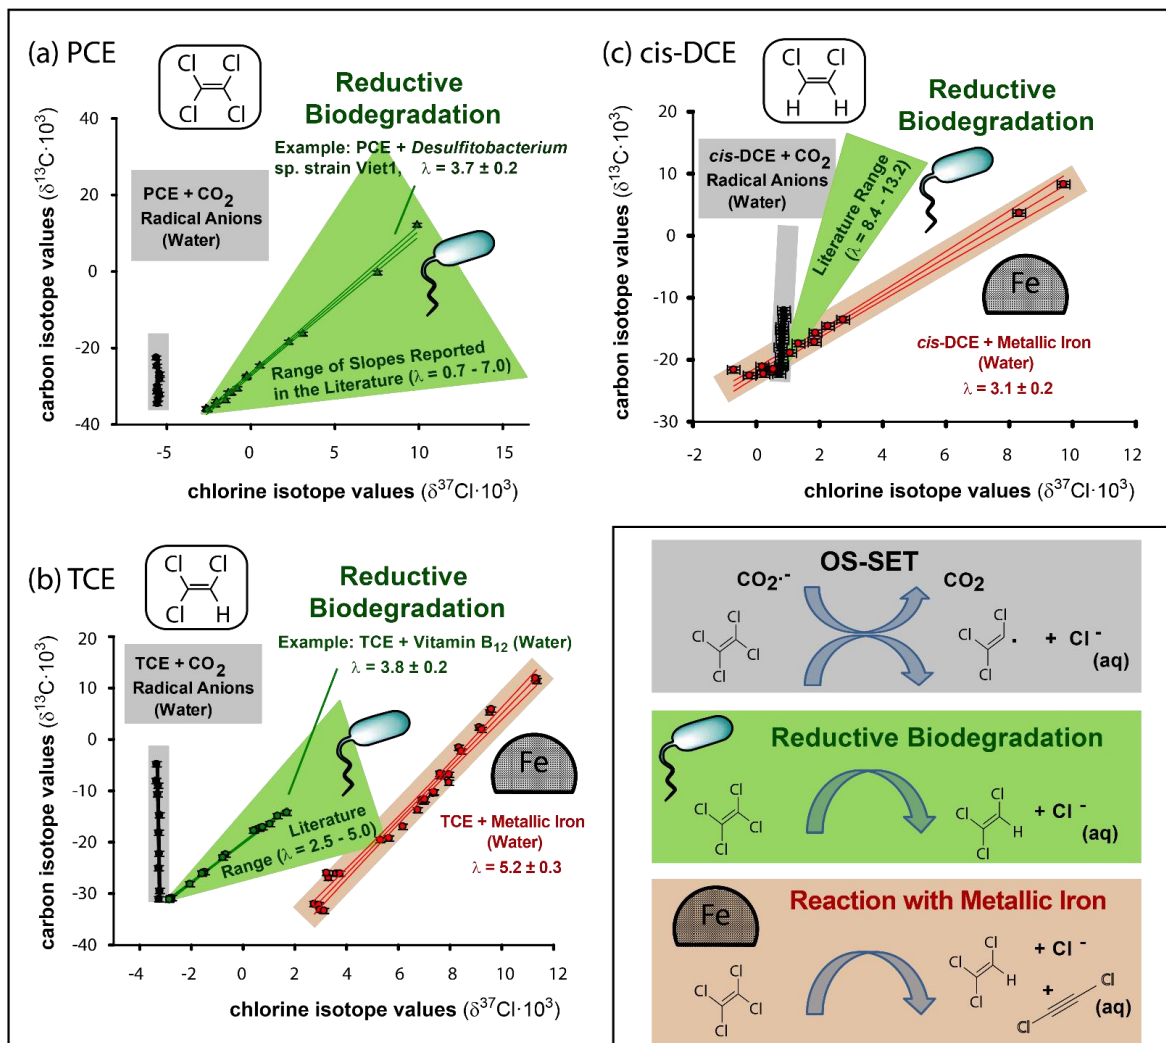 (a) PCE
Cl Cl
Cl Cl
Reductive
Biodegradation
Example: PCE + Desulfitobacterium
sp. strain Viet1, λ = 3.7 ± 0.2
PCE + CO2
Radical Anions
(Water)
Range of Slopes Reported
in the Literature (λ = 0.7 - 7.0)
carbon isotope values (δ¹³C·10³)
40
20
0
-20
-40
-5 0 5 10 15
chlorine isotope values (δ³⁷Cl·10³)
(c) cis-DCE
Cl Cl
H H
Reductive
Biodegradation
cis-DCE + CO2
Radical Anions
(Water)
Literature Range
(λ = 8.4 - 13.2)
Fe
cis-DCE + Metallic Iron
(Water)
λ = 3.1 ± 0.2
carbon isotope values (δ¹³C·10³)
20
10
0
-10
-20
-30
-2 0 2 4 6 8 10 12
chlorine isotope values (δ³⁷Cl·10³)
(b) TCE
Cl Cl
Cl H
Reductive
Biodegradation
Example: TCE + Vitamin B12 (Water)
λ = 3.8 ± 0.2
TCE + CO2
Radical Anions
(Water)
Literature
Range (λ = 2.5 - 5.0)
Fe
TCE + Metallic Iron
(Water)
λ = 5.2 ± 0.3
carbon isotope values (δ¹³C·10³)
20
10
0
-10
-20
-30
-40
-4 0 2 4 6 8 10 12
chlorine isotope values (δ³⁷Cl·10³)
OS-SET
CO2·- CO2
Cl
Cl
Cl
Cl
Cl
Cl
Cl
· + Cl⁻
(aq)
Reductive Biodegradation
Cl
Cl
Cl
Cl
Cl
Cl
H
Cl
+ Cl⁻
(aq)
Fe
Reaction with Metallic Iron
Cl
Cl
Cl
Cl
Cl
Cl
H
Cl
+ Cl⁻
+
Cl
Cl
(aq)